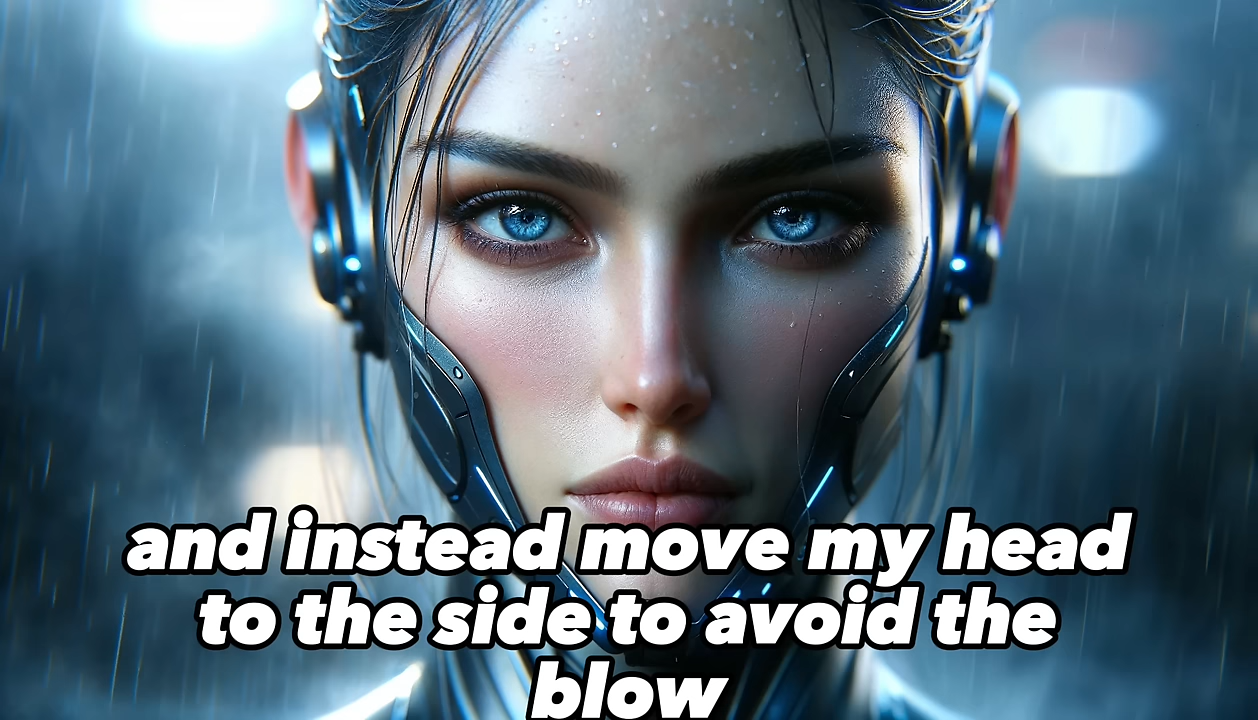 and instead move my head
to the side to avoid the
blow